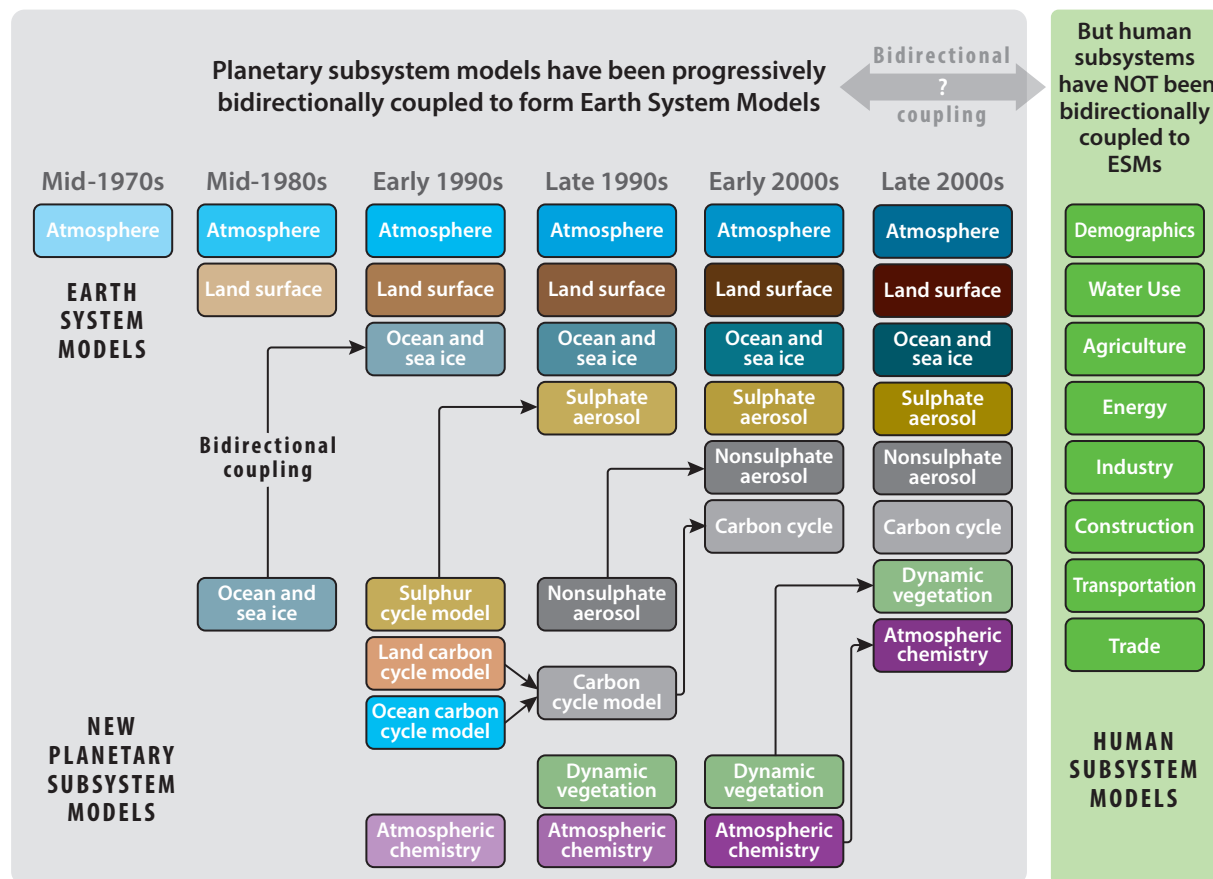 Planetary subsystem models have been progressively
bidirectionally coupled to form Earth System Models
Bidirectional
?
coupling
But human
subsystems
have NOT been
bidirectionally
coupled to
ESMs
Mid-1970s
Mid-1980s
Early 1990s
Late 1990s
Early 2000s
Late 2000s
Atmosphere
Atmosphere
Atmosphere
Atmosphere
Atmosphere
Atmosphere
Demographics
EARTH
SYSTEM
MODELS
Land surface
Land surface
Land surface
Land surface
Land surface
Water Use
Ocean and
sea ice
Ocean and
sea ice
Ocean and
sea ice
Ocean and
sea ice
Agriculture
Sulphate
aerosol
Sulphate
aerosol
Sulphate
aerosol
Energy
Bidirectional
coupling
Nonsulphate
aerosol
Nonsulphate
aerosol
Industry
Carbon cycle
Carbon cycle
Construction
Ocean and
sea ice
Sulphur
cycle model
Nonsulphate
aerosol
Dynamic
vegetation
Transportation
Land carbon
cycle model
Carbon
cycle model
Atmospheric
chemistry
Trade
Ocean carbon
cycle model
NEW
PLANETARY
SUBSYSTEM
MODELS
Dynamic
vegetation
Dynamic
vegetation
HUMAN
SUBSYSTEM
MODELS
Atmospheric
chemistry
Atmospheric
chemistry
Atmospheric
chemistry